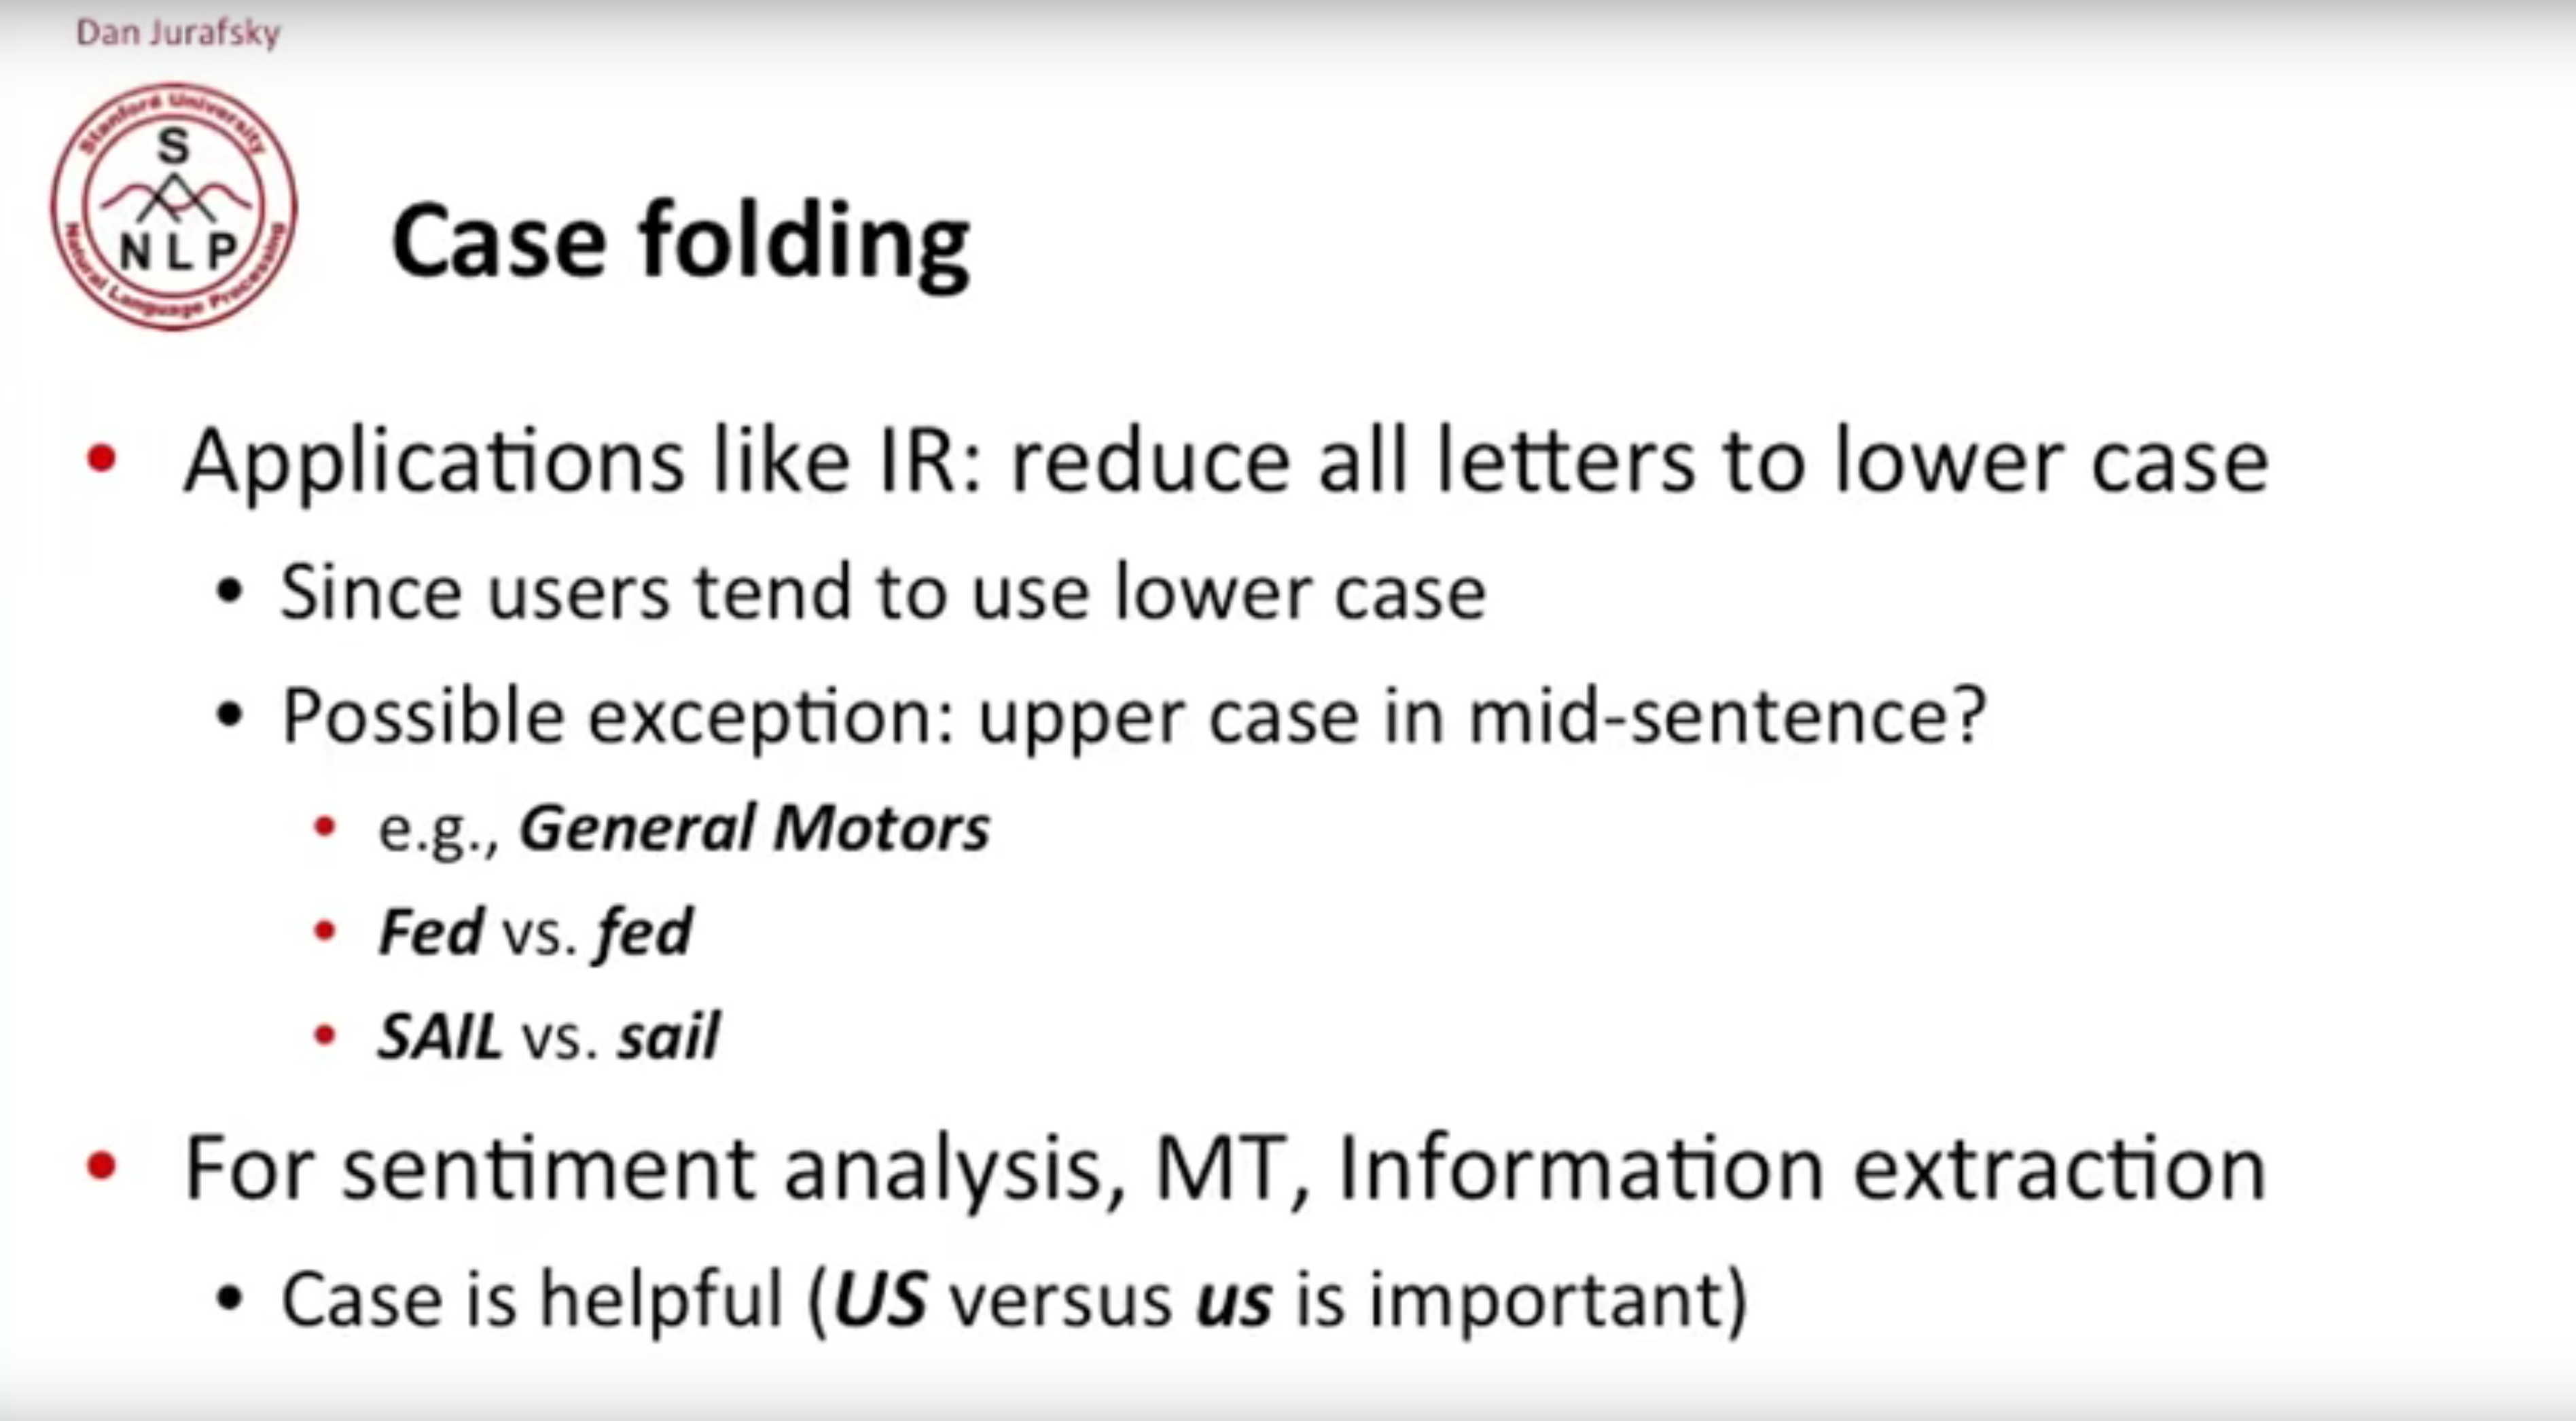 Dan Jurafsky
Stanford University
S
NLP
Natural Language Processing
Case folding
• Applications like IR: reduce all letters to lower case
• Since users tend to use lower case
• Possible exception: upper case in mid-sentence?
• e.g., General Motors
• Fed vs. fed
• SAIL vs. sail
• For sentiment analysis, MT, Information extraction
• Case is helpful (US versus us is important)